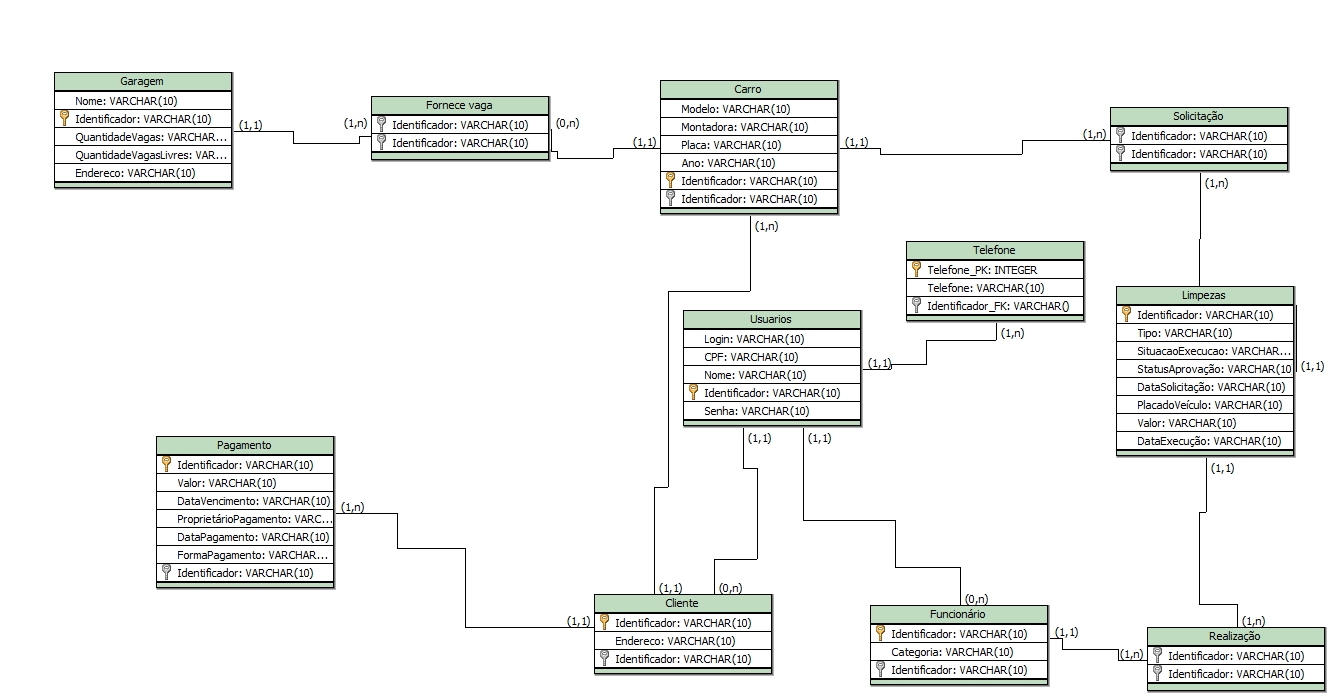 Garagem
Nome: VARCHAR(10)
Identificador: VARCHAR(10)
QuantidadeVagas: VARCHAR...
QuantidadeVagasLivres: VAR...
Endereco: VARCHAR(10)
(1,1)
(1,n)
Fornece vaga
Identificador: VARCHAR(10)
Identificador: VARCHAR(10)
(0,n)
(1,1)
Carro
Modelo: VARCHAR(10)
Montadora: VARCHAR(10)
Placa: VARCHAR(10)
Ano: VARCHAR(10)
Identificador: VARCHAR(10)
Identificador: VARCHAR(10)
(1,1)
(1,n)
(1,n)
Solicitação
Identificador: VARCHAR(10)
Identificador: VARCHAR(10)
(1,n)
Telefone
Telefone_PK: INTEGER
Telefone: VARCHAR(10)
Identificador_FK: VARCHAR()
(1,n)
Usuarios
Login: VARCHAR(10)
CPF: VARCHAR(10)
Nome: VARCHAR(10)
Identificador: VARCHAR(10)
Senha: VARCHAR(10)
(1,1)
(1,1)
(1,1)
Limpezas
Identificador: VARCHAR(10)
Tipo: VARCHAR(10)
SituacaoExecucao: VARCHAR...
StatusAprovação: VARCHAR(10
DataSolicitação: VARCHAR(10)
PlacadoVeículo: VARCHAR(10)
Valor: VARCHAR(10)
DataExecução: VARCHAR(10)
(1,1)
(1,1)
Pagamento
Identificador: VARCHAR(10)
Valor: VARCHAR(10)
DataVencimento: VARCHAR(10)
ProprietárioPagamento: VARC...
DataPagamento: VARCHAR(10)
FormaPagamento: VARCHAR...
Identificador: VARCHAR(10)
(1,n)
(1,1)
(1,1)
(0,n)
Cliente
Identificador: VARCHAR(10)
Endereco: VARCHAR(10)
Identificador: VARCHAR(10)
(0,n)
Funcionário
Identificador: VARCHAR(10)
Categoria: VARCHAR(10)
Identificador: VARCHAR(10)
(1,1)
(1,n)
(1,n)
Realização
Identificador: VARCHAR(10)
Identificador: VARCHAR(10)